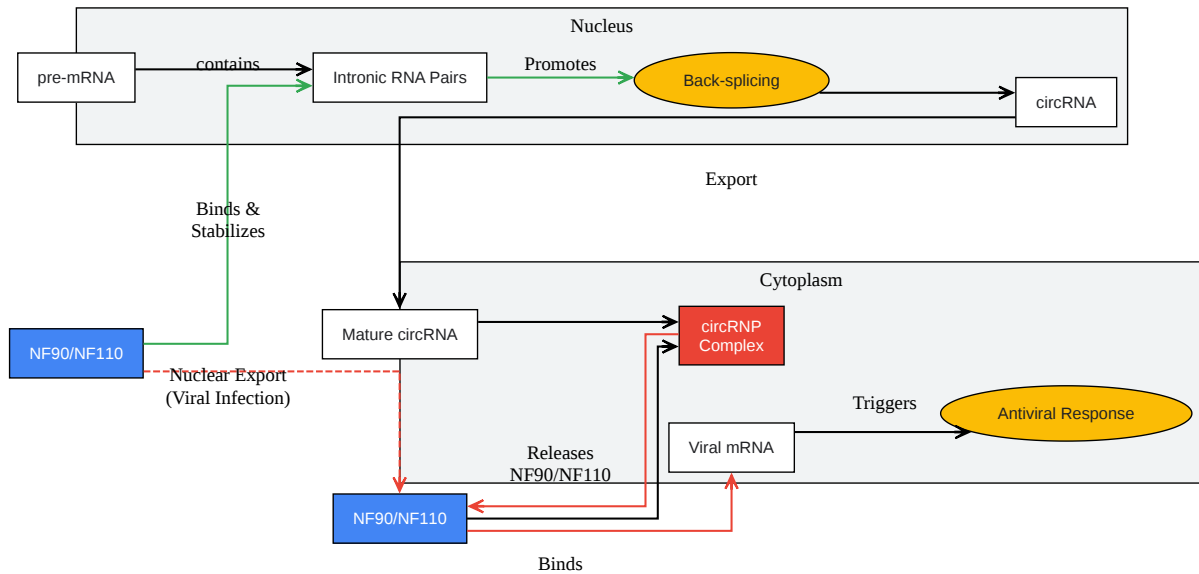 Nucleus
pre-mRNA
contains
Intronic RNA Pairs
Promotes
Back-splicing
circRNA
Export
Binds &
Stabilizes
Cytoplasm
Mature circRNA
circRNP
Complex
NF90/NF110
Nuclear Export
(Viral Infection)
Triggers
Antiviral Response
Viral mRNA
Releases
NF90/NF110
NF90/NF110
Binds